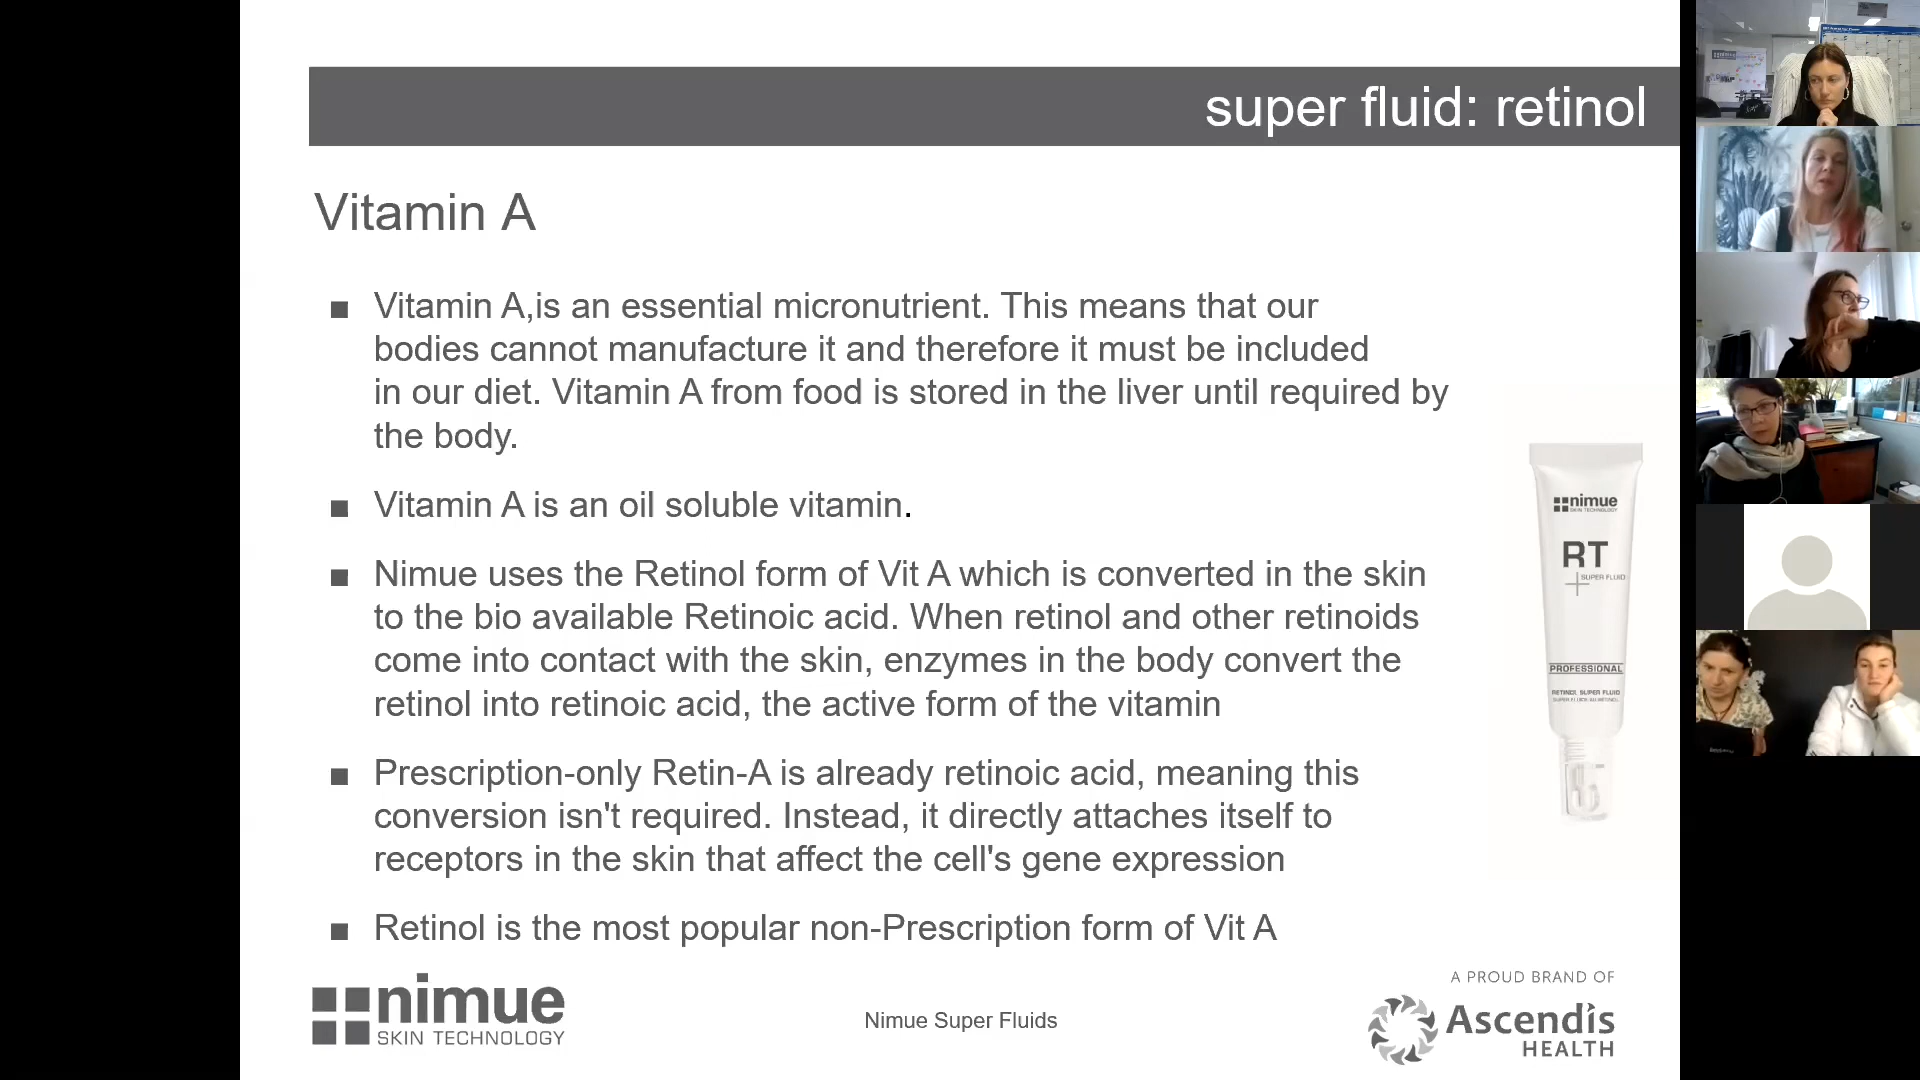 super fluid: retinol
Vitamin A
■ Vitamin A,is an essential micronutrient. This means that our
bodies cannot manufacture it and therefore it must be included
in our diet. Vitamin A from food is stored in the liver until required by
the body.
■ Vitamin A is an oil soluble vitamin.
■ Nimue uses the Retinol form of Vit A which is converted in the skin
to the bio available Retinoic acid. When retinol and other retinoids
come into contact with the skin, enzymes in the body convert the
retinol into retinoic acid, the active form of the vitamin
■ Prescription-only Retin-A is already retinoic acid, meaning this
conversion isn't required. Instead, it directly attaches itself to
receptors in the skin that affect the cell's gene expression
■ Retinol is the most popular non-Prescription form of Vit A
nimue
SKIN TECHNOLOGY
RT
SUPER FLUID
PROFESSIONAL
RETINOL SUPER FLUID
nimue
SKIN TECHNOLOGY
Nimue Super Fluids
A PROUD BRAND OF
Ascendis
HEALTH
nimue